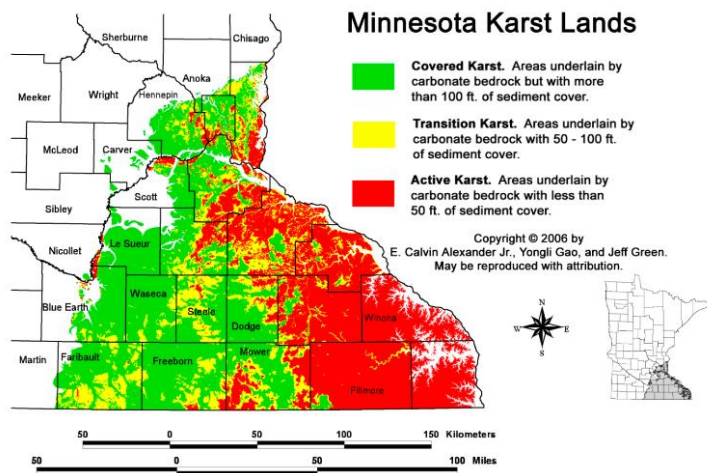 Minnesota Karst Lands
Covered Karst. Areas underlain by
carbonate bedrock but with more
than 100 ft. of sediment cover.
Transition Karst. Areas underlain by
carbonate bedrock with 50 - 100 ft.
of sediment cover.
Active Karst. Areas underlain by
carbonate bedrock with less than
50 ft. of sediment cover.
Copyright © 2006 by
E. Calvin Alexander Jr., Yongli Gao, and Jeff Green.
May be reproduced with attribution.
Sherburne
Chisago
Anoka
Meeker
Wright
Hennepin
McLeod
Carver
Scott
Sibley
Nicollet
Le Sueur
Blue Earth
Waseca
Steele
Dodge
Winona
Martin
Faribault
Freeborn
Mower
Fillmore
N
W
E
S
50 0 50 100 150 Kilometers
50 0 50 100 Miles